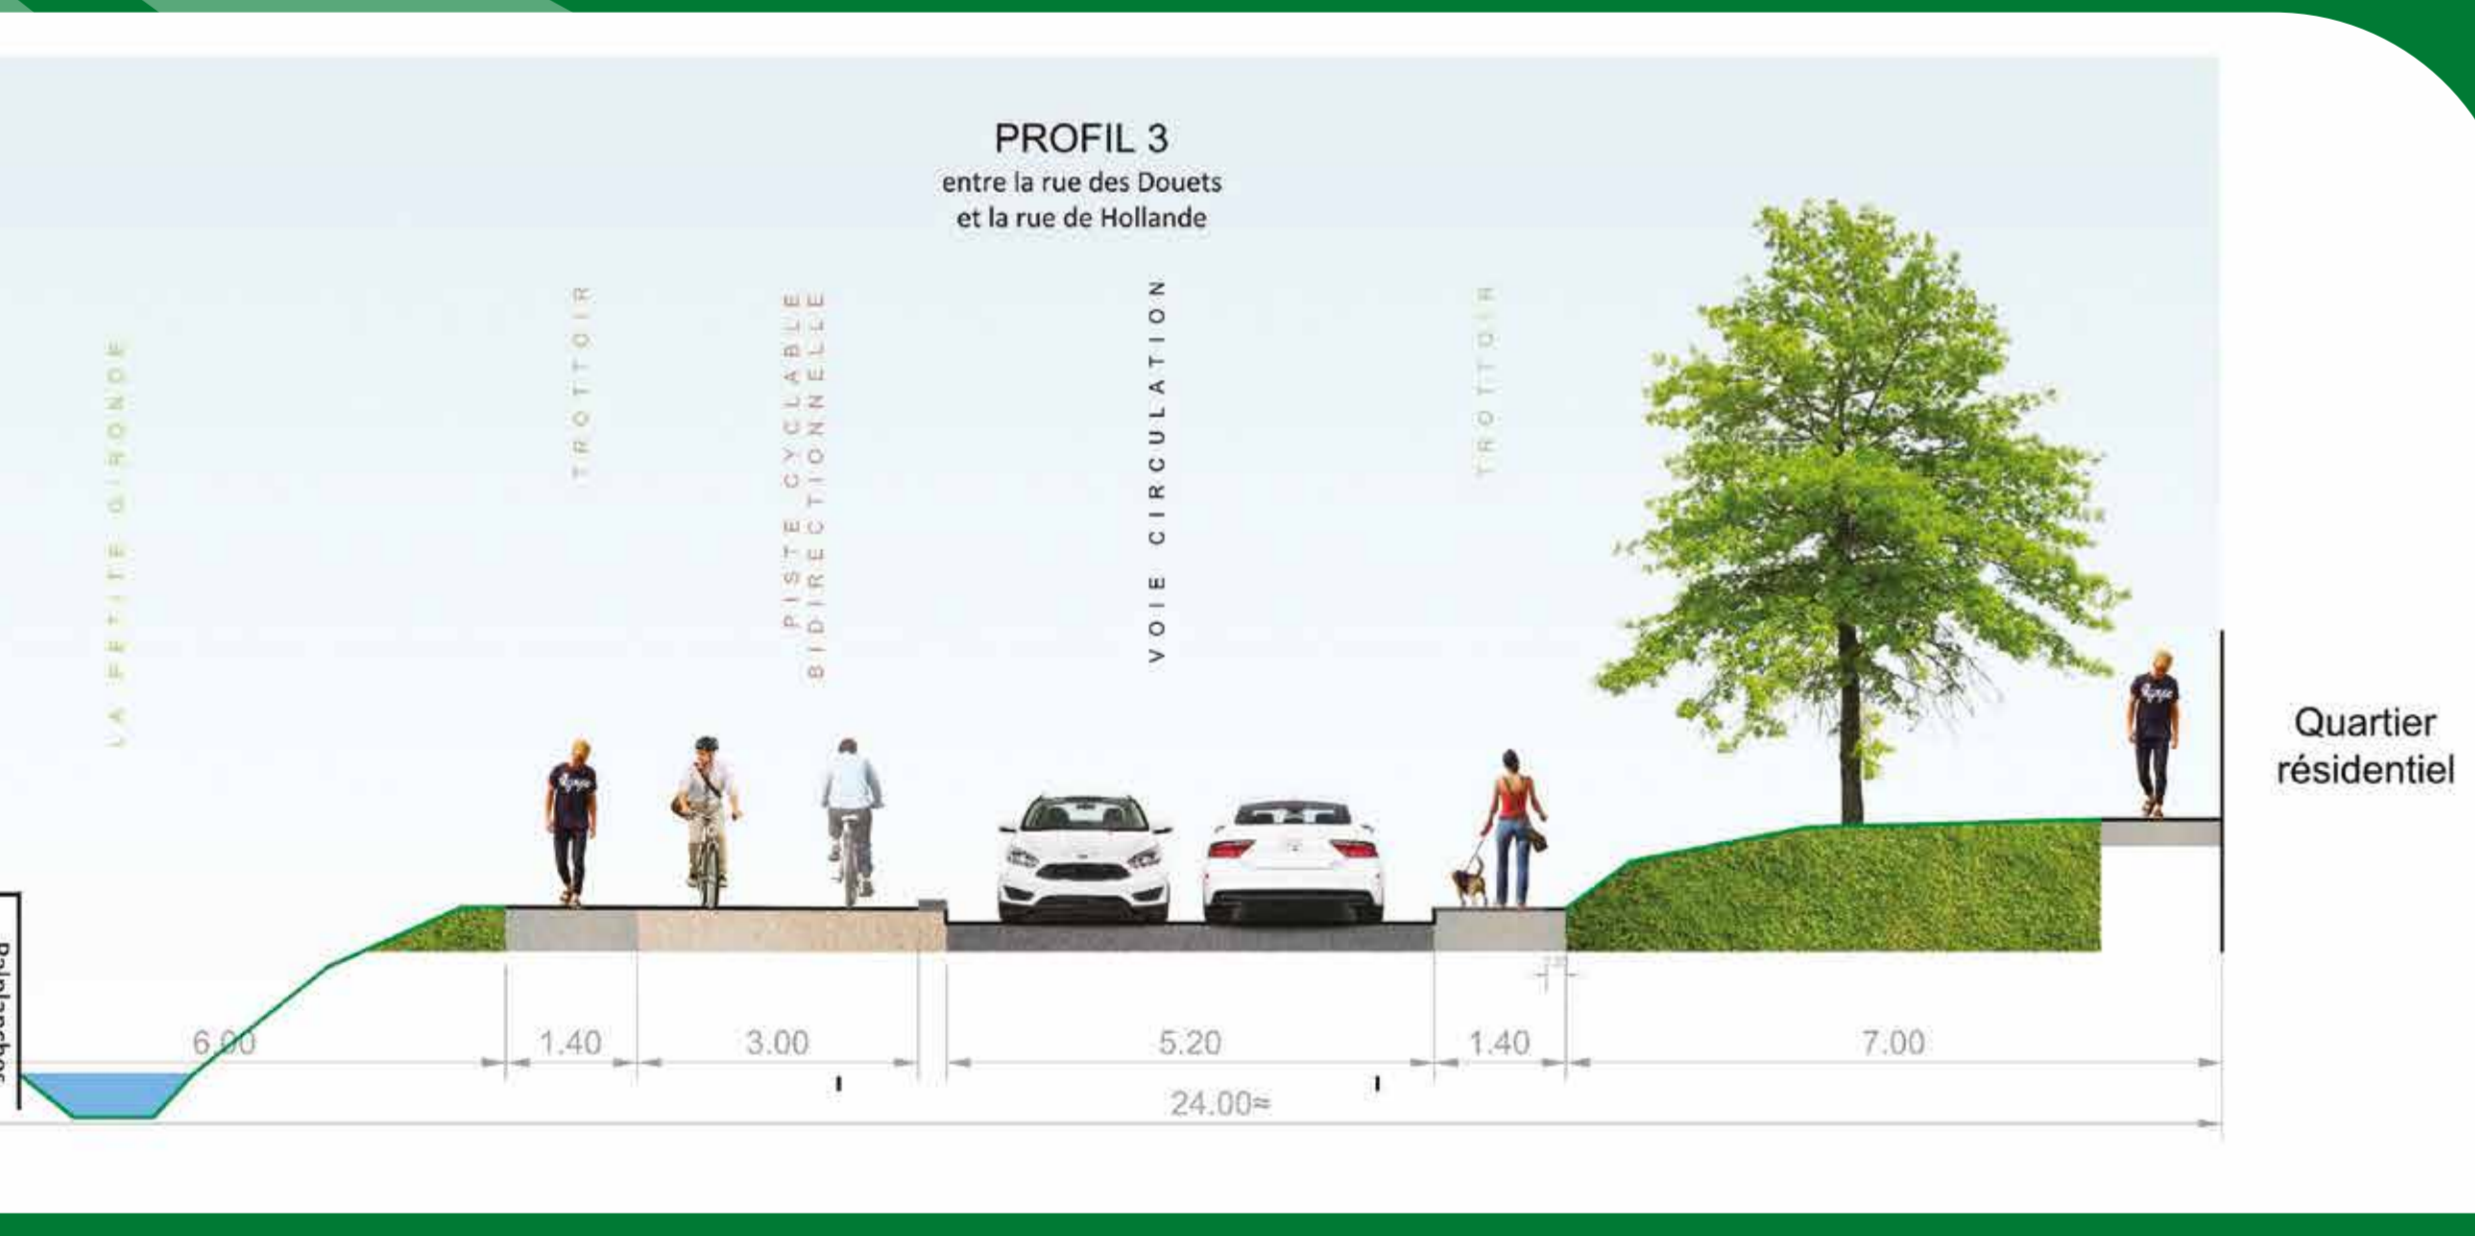 PROFIL 3
entre la rue des Douets
et la rue de Hollande
LA PETITE GIRONDE
TROTTOIR
PISTE CYCLABLE
BIDIRECTIONNELLE
VOIE CIRCULATION
TROTTOIR
Quartier
résidentiel
6.00
1.40
3.00
5.20
1.40
7.00
24.00≈